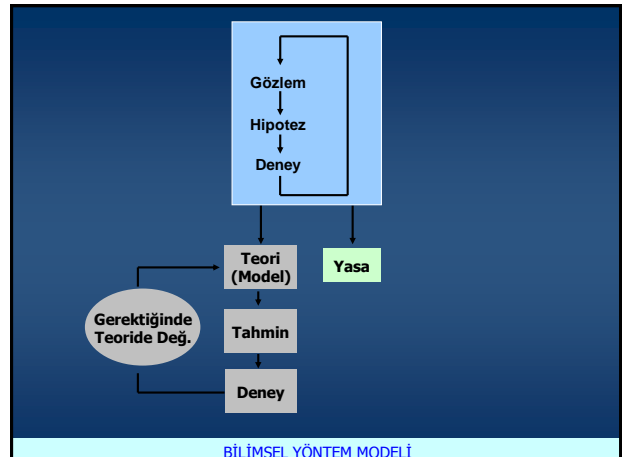 Gözlem
Hipotez
Deney
Teori
(Model)
Yasa
Gerektiğinde
Teoride Değ.
Tahmin
Deney
BİLİMSEL YÖNTEM MODELİ